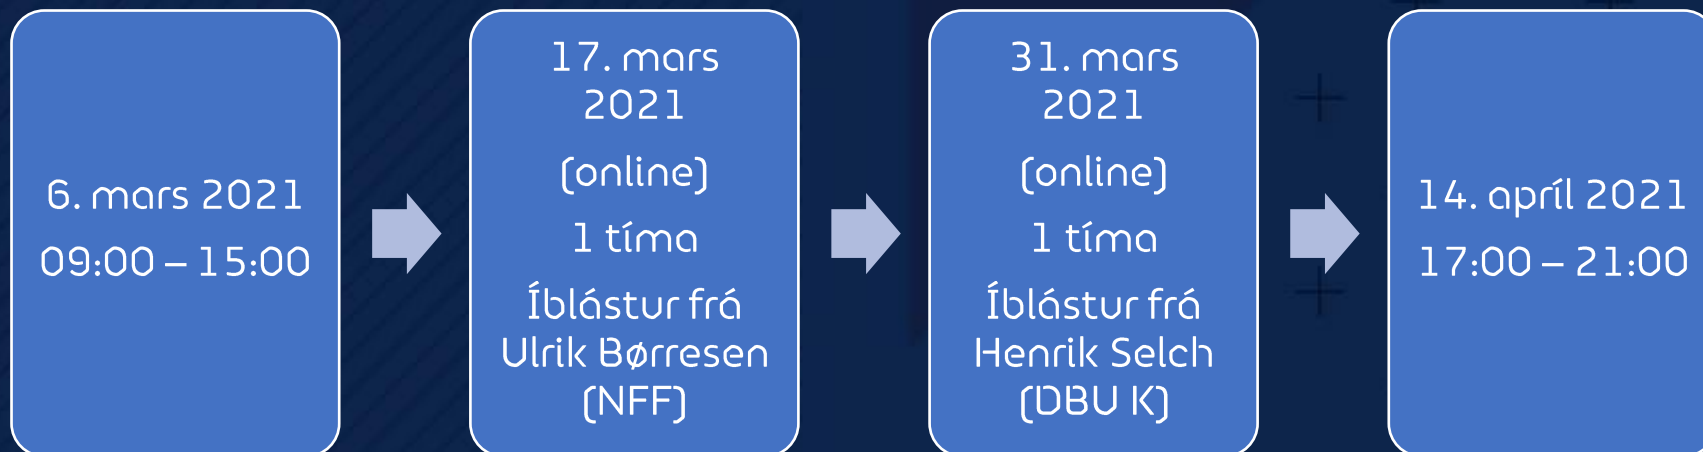 6. mars 2021
09:00 – 15:00
17. mars
2021
(online)
1 tíma
Íblástur frá
Ulrik Børresen
(NFF)
31. mars
2021
(online)
1 tíma
Íblástur frá
Henrik Selch
(DBU K)
14. apríl 2021
17:00 – 21:00